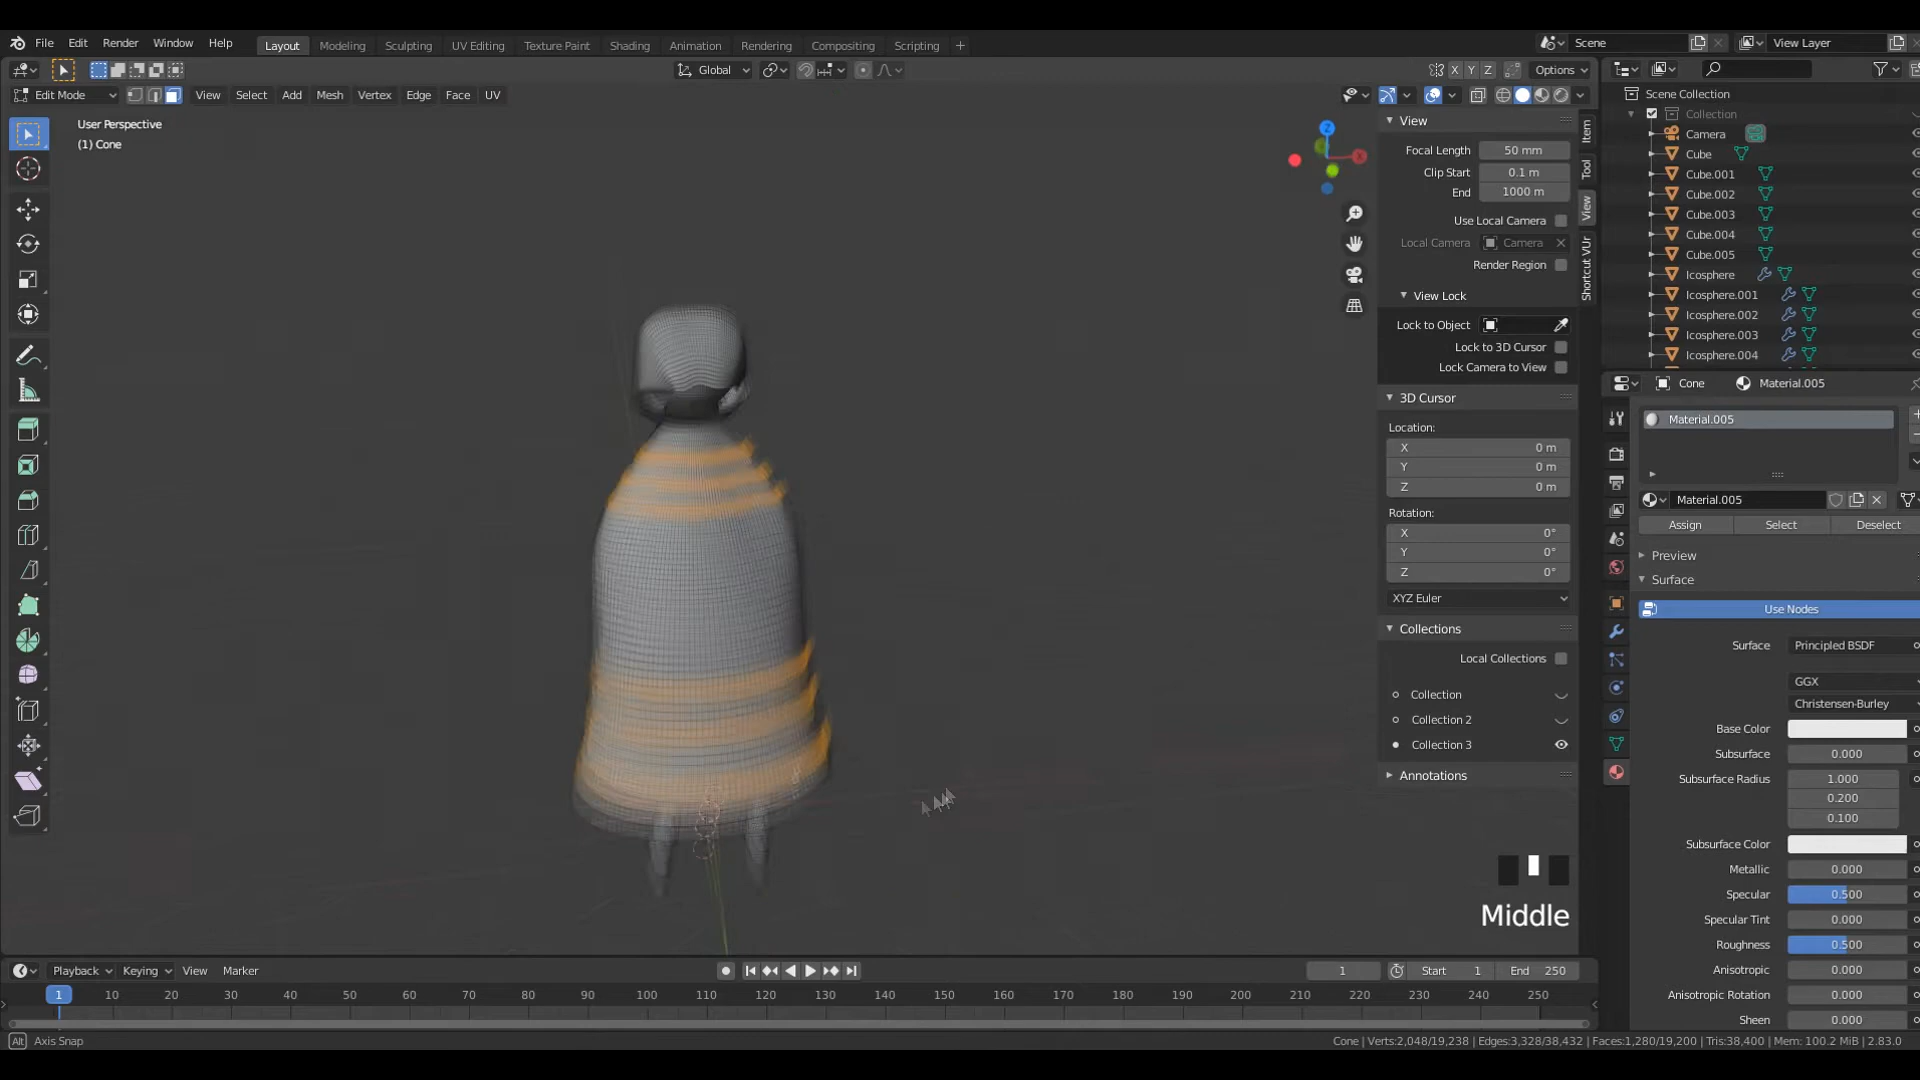 File Edit Render Window Help Layout Modeling Sculpting UV Editing Texture Paint Shading Animation Rendering Compositing Scripting + Scene View Layer
Global X Y Z Options
Edit Mode View Select Add Mesh Vertex Edge Face UV
User Perspective
(1) Cone
Z
X
View
Focal Length 50 mm
Clip Start 0.1 m
End 1000 m
Use Local Camera
Local Camera Camera
Render Region
View Lock
Lock to Object
Lock to 3D Cursor
Lock Camera to View
3D Cursor
Location:
X 0 m
Y 0 m
Z 0 m
Rotation:
X 0°
Y 0°
Z 0°
XYZ Euler
Collections
Local Collections
Collection
Collection 2
Collection 3
Annotations
Item
Tool
View
Shortcut VUr
Scene Collection
Collection
Camera
Cube
Cube.001
Cube.002
Cube.003
Cube.004
Cube.005
Icosphere
Icosphere.001
Icosphere.002
Icosphere.003
Icosphere.004
Cone Material.005
Material.005
Material.005
Assign Select Deselect
Preview
Surface
Use Nodes
Surface Principled BSDF
GGX
Christensen-Burley
Base Color
Subsurface 0.000
Subsurface Radius 1.000
0.200
0.100
Subsurface Color
Metallic 0.000
Specular 0.500
Specular Tint 0.000
Roughness 0.500
Anisotropic 0.000
Anisotropic Rotation 0.000
Sheen 0.000
Middle
Playback Keying View Marker 1 Start 1 End 250
1 10 20 30 40 50 60 70 80 90 100 110 120 130 140 150 160 170 180 190 200 210 220 230 240 250
Alt Axis Snap Cone | Verts:2,048/19,238 | Edges:3,328/38,432 | Faces:1,280/19,200 | Tris:38,400 | Mem: 100.2 MiB | 2.83.0